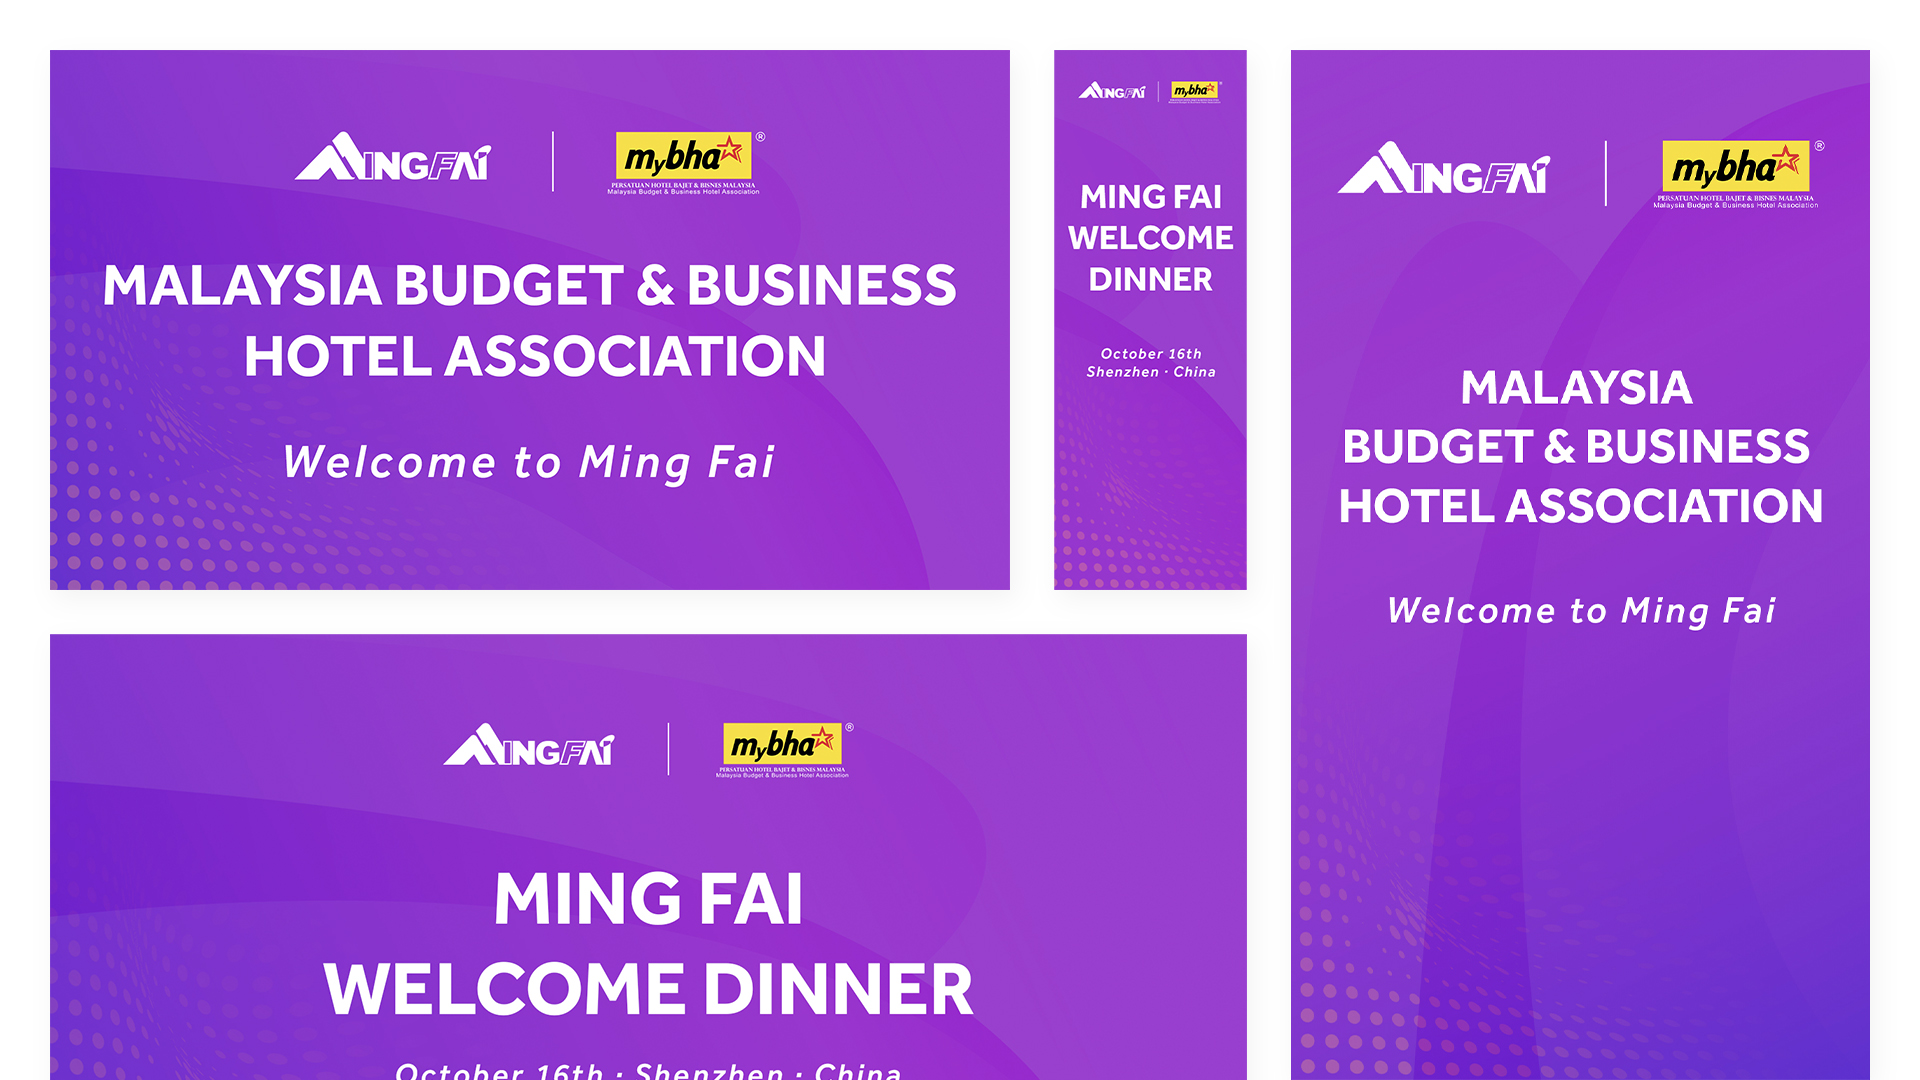 MINGFAI
mybha
®
PERSATUAN HOTEL BAJET & BISNES MALAYSIA
Malaysia Budget & Business Hotel Association
MALAYSIA BUDGET & BUSINESS
HOTEL ASSOCIATION
Welcome to Ming Fai
MINGFAI
mybha
MING FAI
WELCOME
DINNER
October 16th
Shenzhen · China
MINGFAI
mybha
®
PERSATUAN HOTEL BAJET & BISNES MALAYSIA
Malaysia Budget & Business Hotel Association
MALAYSIA
BUDGET & BUSINESS
HOTEL ASSOCIATION
Welcome to Ming Fai
MINGFAI
mybha
®
PERSATUAN HOTEL BAJET & BISNES MALAYSIA
Malaysia Budget & Business Hotel Association
MING FAI
WELCOME DINNER
October 16th · Shenzhen · China